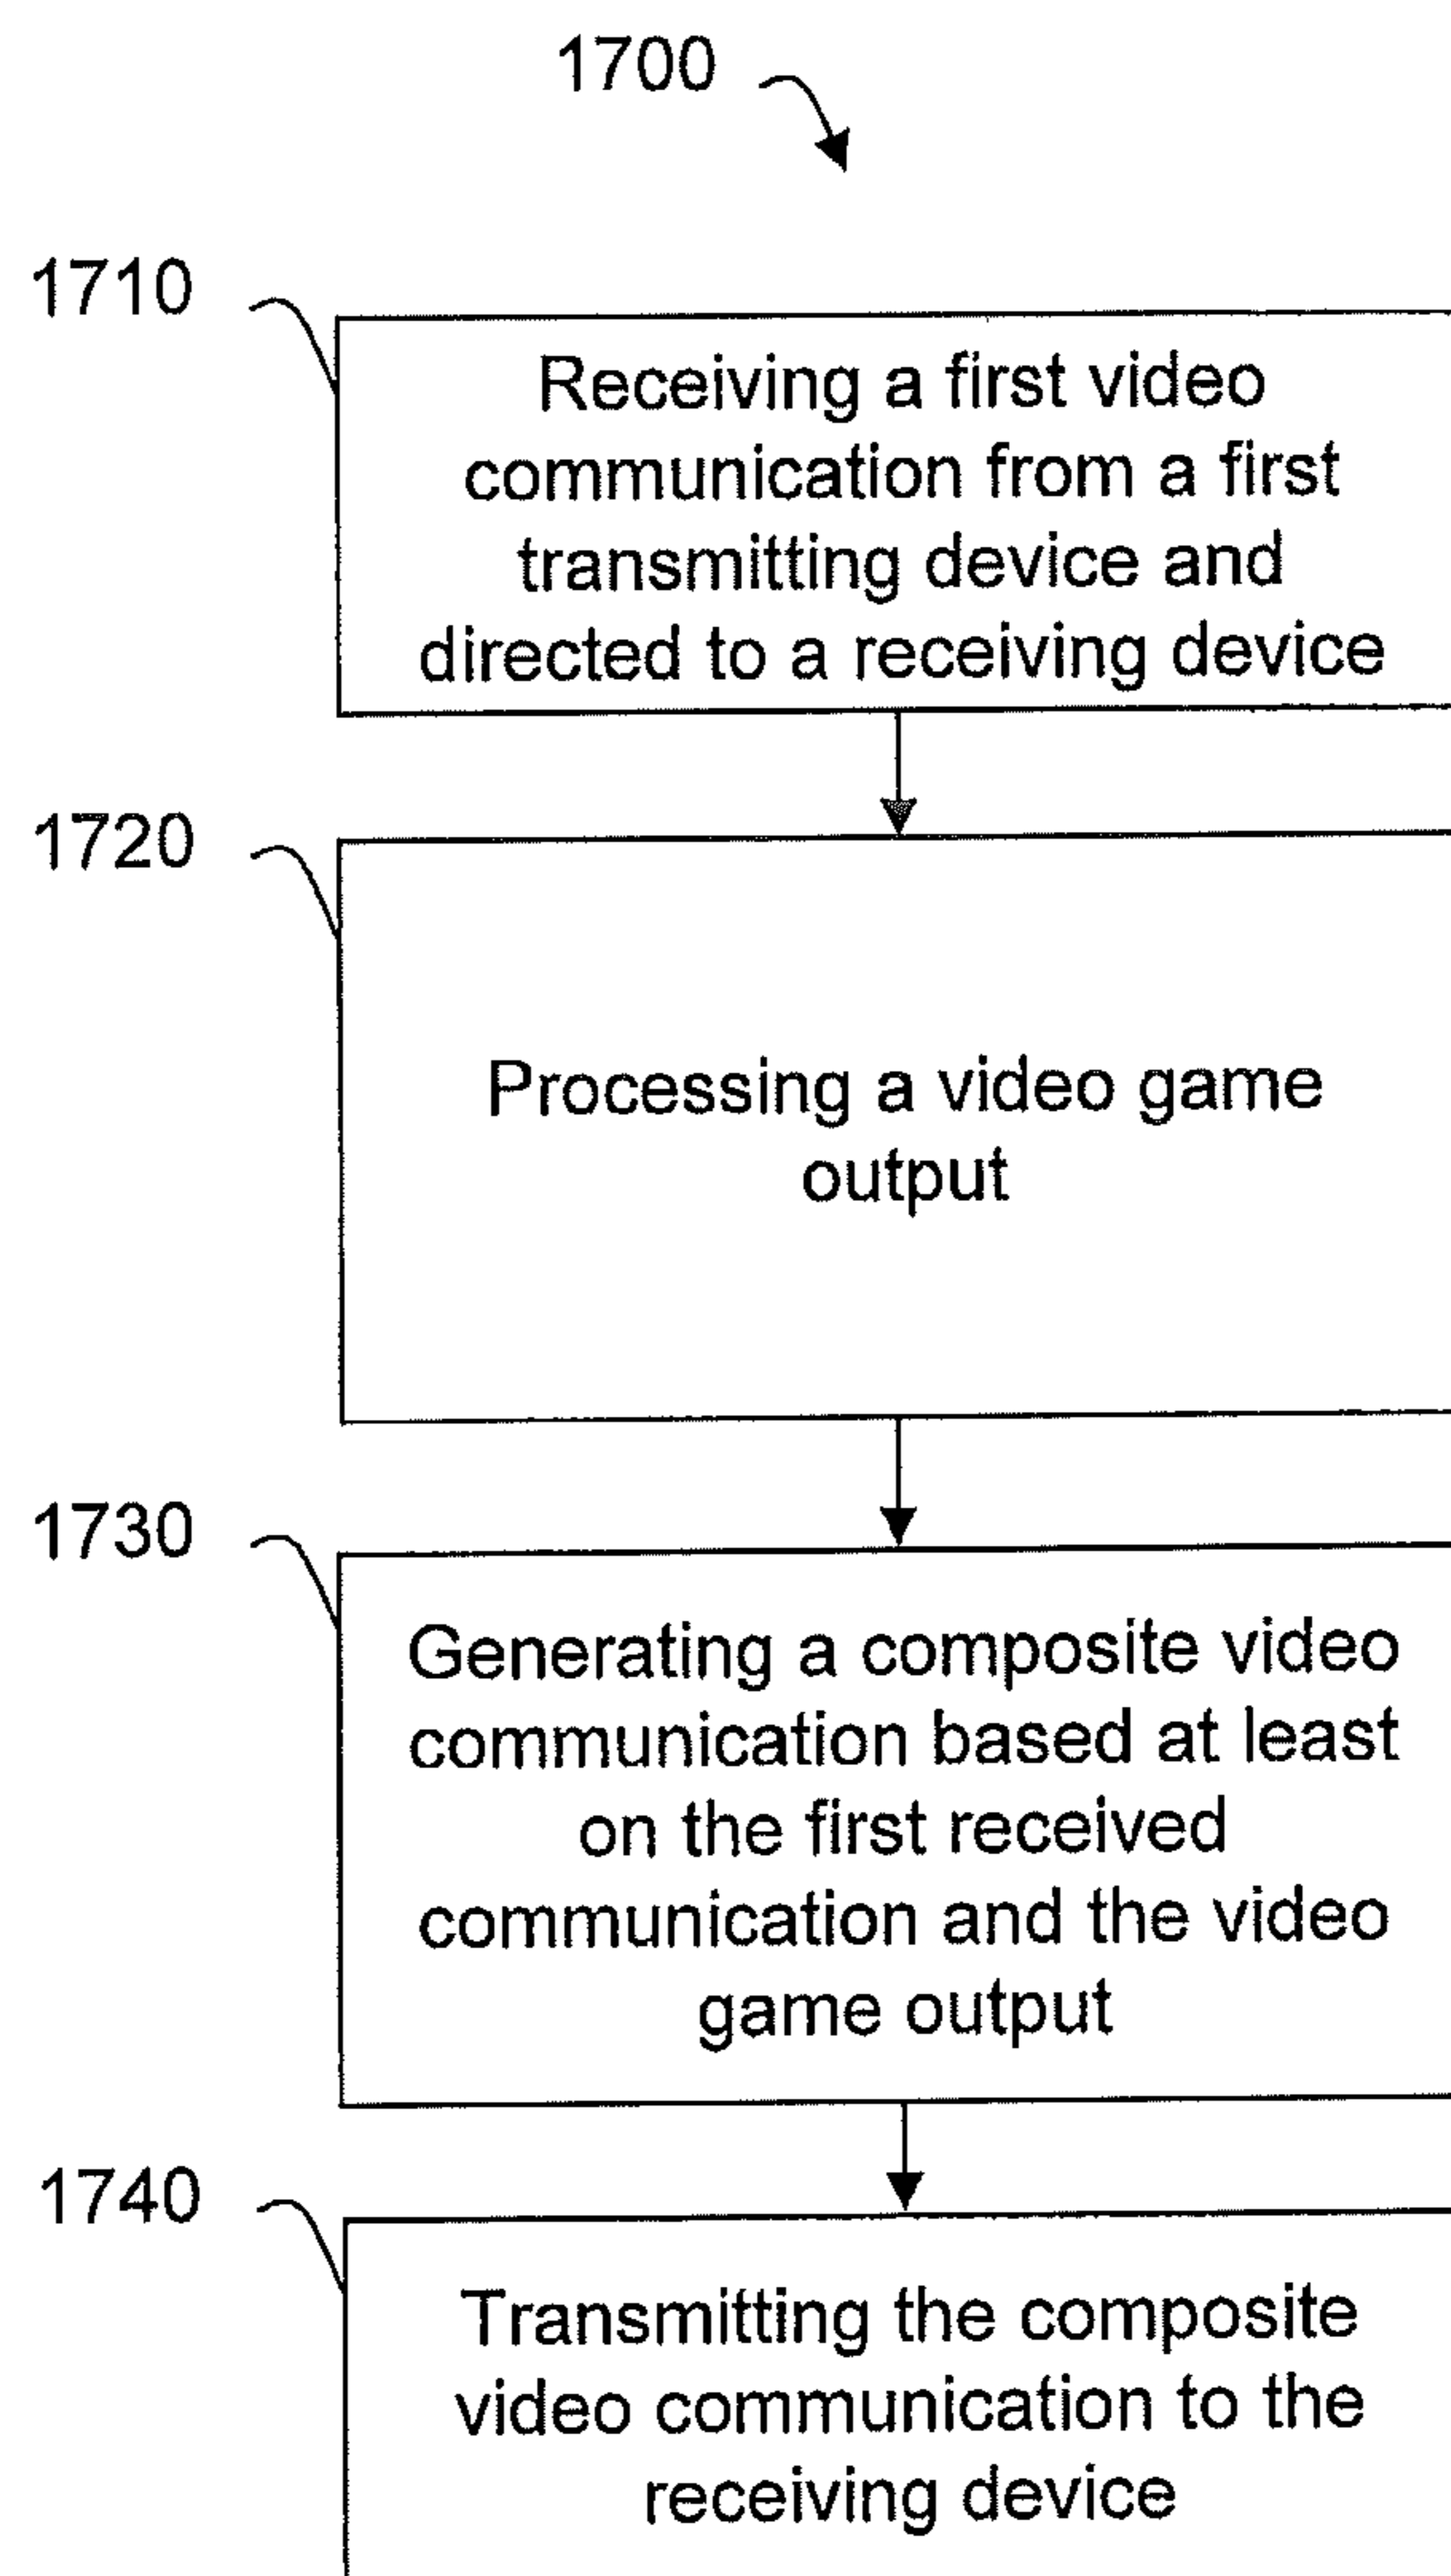 1700
1710
Receiving a first video
communication from a first
transmitting device and
directed to a receiving device
1720
Processing a video game
output
1730
Generating a composite video
communication based at least
on the first received
communication and the video
game output
1740
Transmitting the composite
video communication to the
receiving device